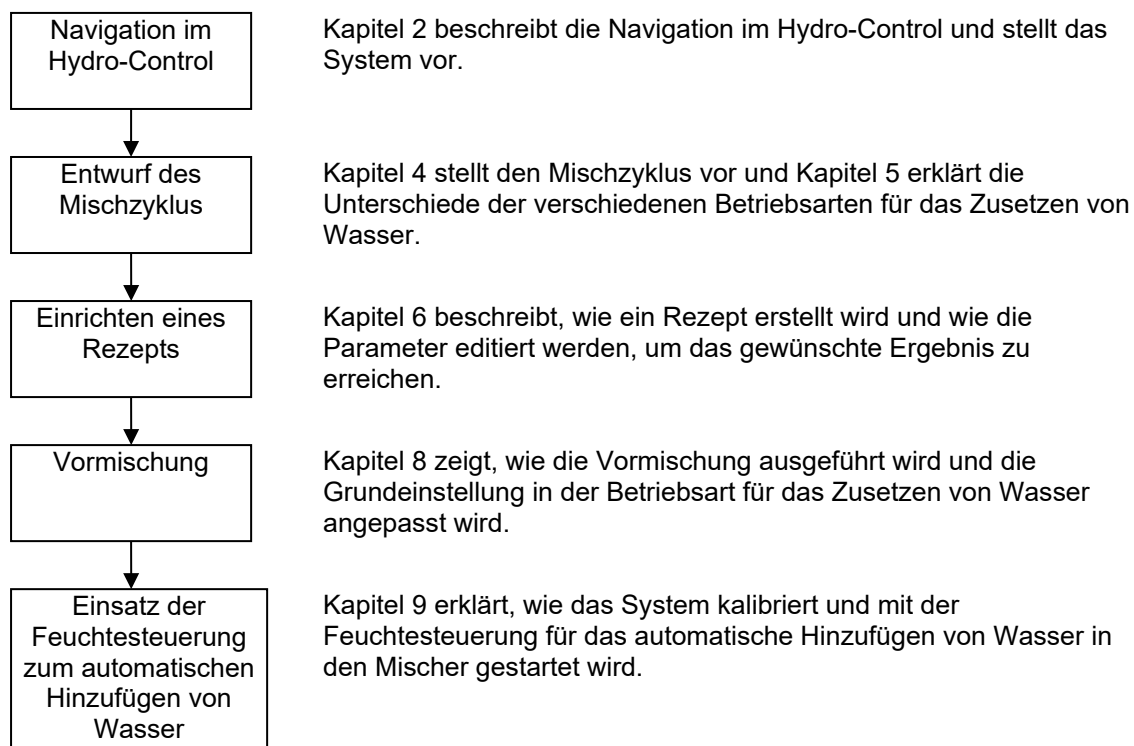 Navigation im
Hydro-Control
Kapitel 2 beschreibt die Navigation im Hydro-Control und stellt das
System vor.
Entwurf des
Mischzyklus
Kapitel 4 stellt den Mischzyklus vor und Kapitel 5 erklärt die
Unterschiede der verschiedenen Betriebsarten für das Zusetzen von
Wasser.
Einrichten eines
Rezepts
Kapitel 6 beschreibt, wie ein Rezept erstellt wird und wie die
Parameter editiert werden, um das gewünschte Ergebnis zu
erreichen.
Vormischung
Kapitel 8 zeigt, wie die Vormischung ausgeführt wird und die
Grundeinstellung in der Betriebsart für das Zusetzen von Wasser
angepasst wird.
Einsatz der
Feuchtesteuerung
zum automatischen
Hinzufügen von
Wasser
Kapitel 9 erklärt, wie das System kalibriert und mit der
Feuchtesteuerung für das automatische Hinzufügen von Wasser in
den Mischer gestartet wird.